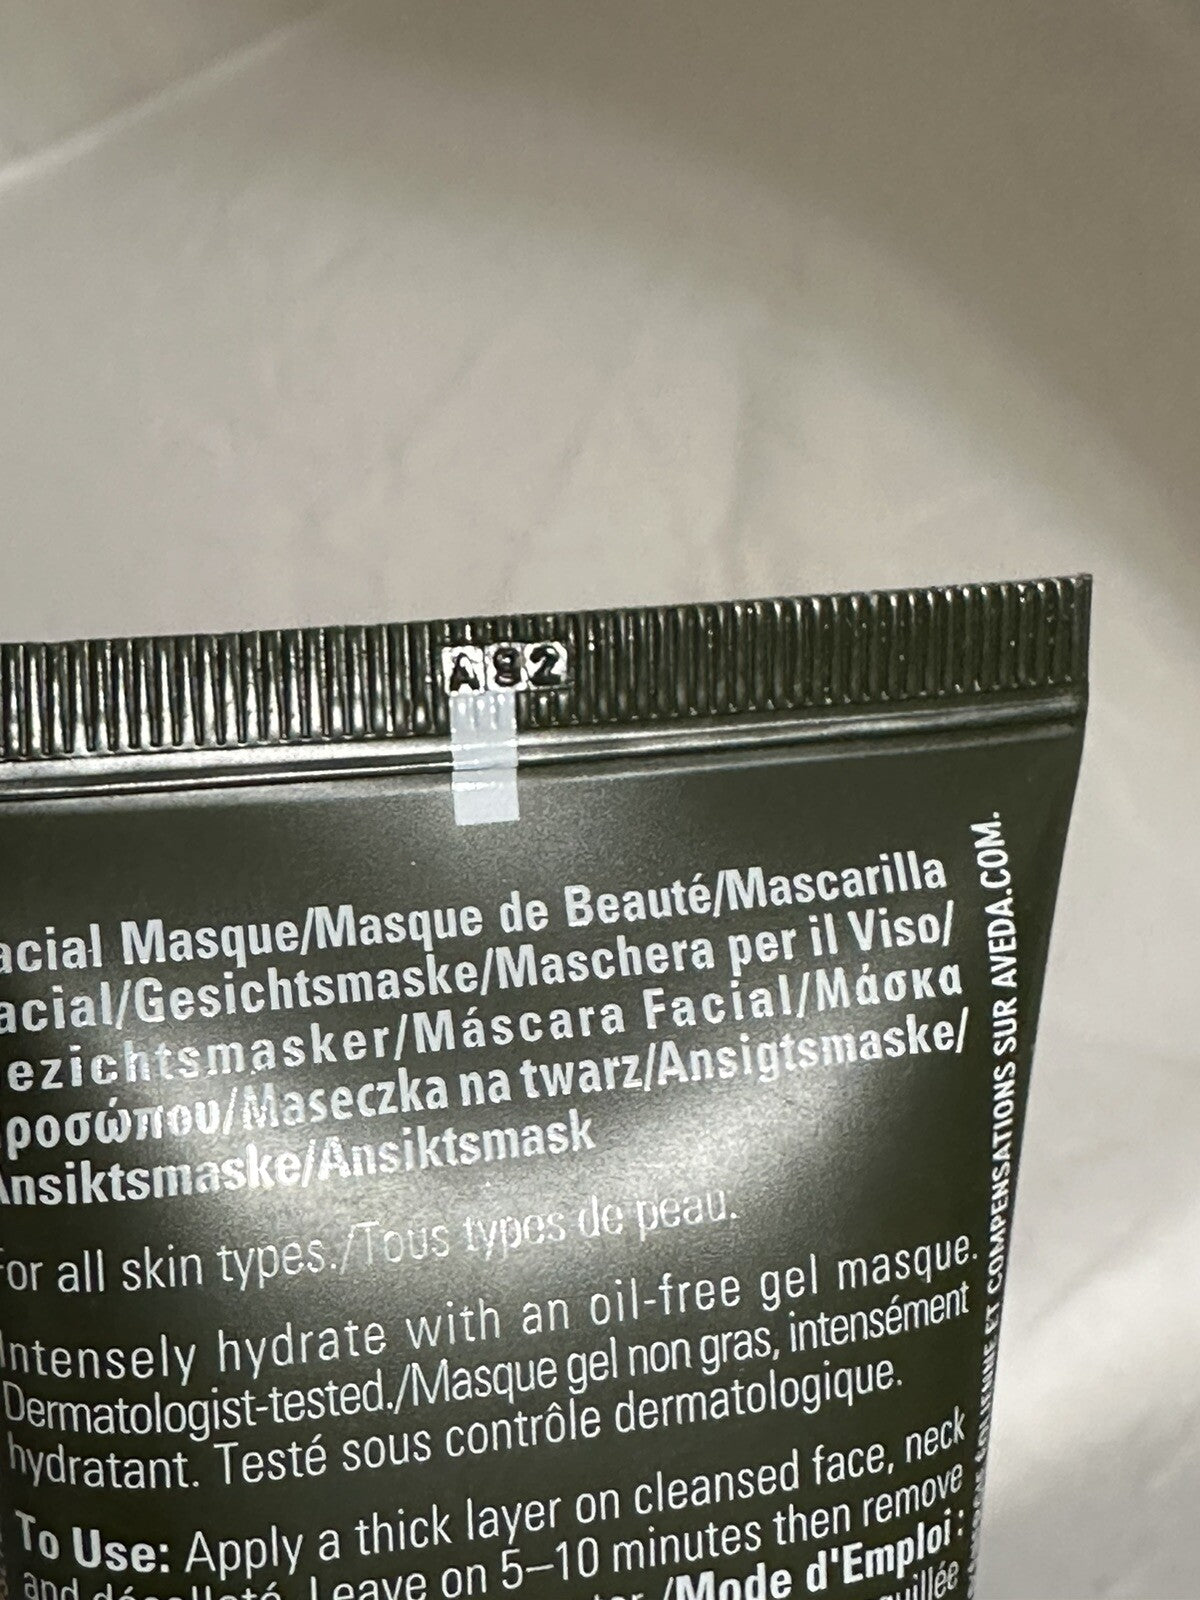 A82
acial Masque/Masque de Beauté/Mascarilla
acial/Gesichtsmaske/Maschera per il Viso/
ezichtsmasker/Máscara Facial/Μάσκα
ροσώπου/Maseczka na twarz/Ansigtsmaske/
Ansiktsmaske/Ansiktsmask
For all skin types./Tous types de peau.
Intensely hydrate with an oil-free gel masque.
Dermatologist-tested./Masque gel non gras, intensément
hydratant. Testé sous contrôle dermatologique.
To Use: Apply a thick layer on cleansed face, neck
and décolleté. Leave on 5–10 minutes then remove
/Mode d'Emploi:
ÉOLIENNE ET COMPENSATIONS SUR AVEDA.COM.